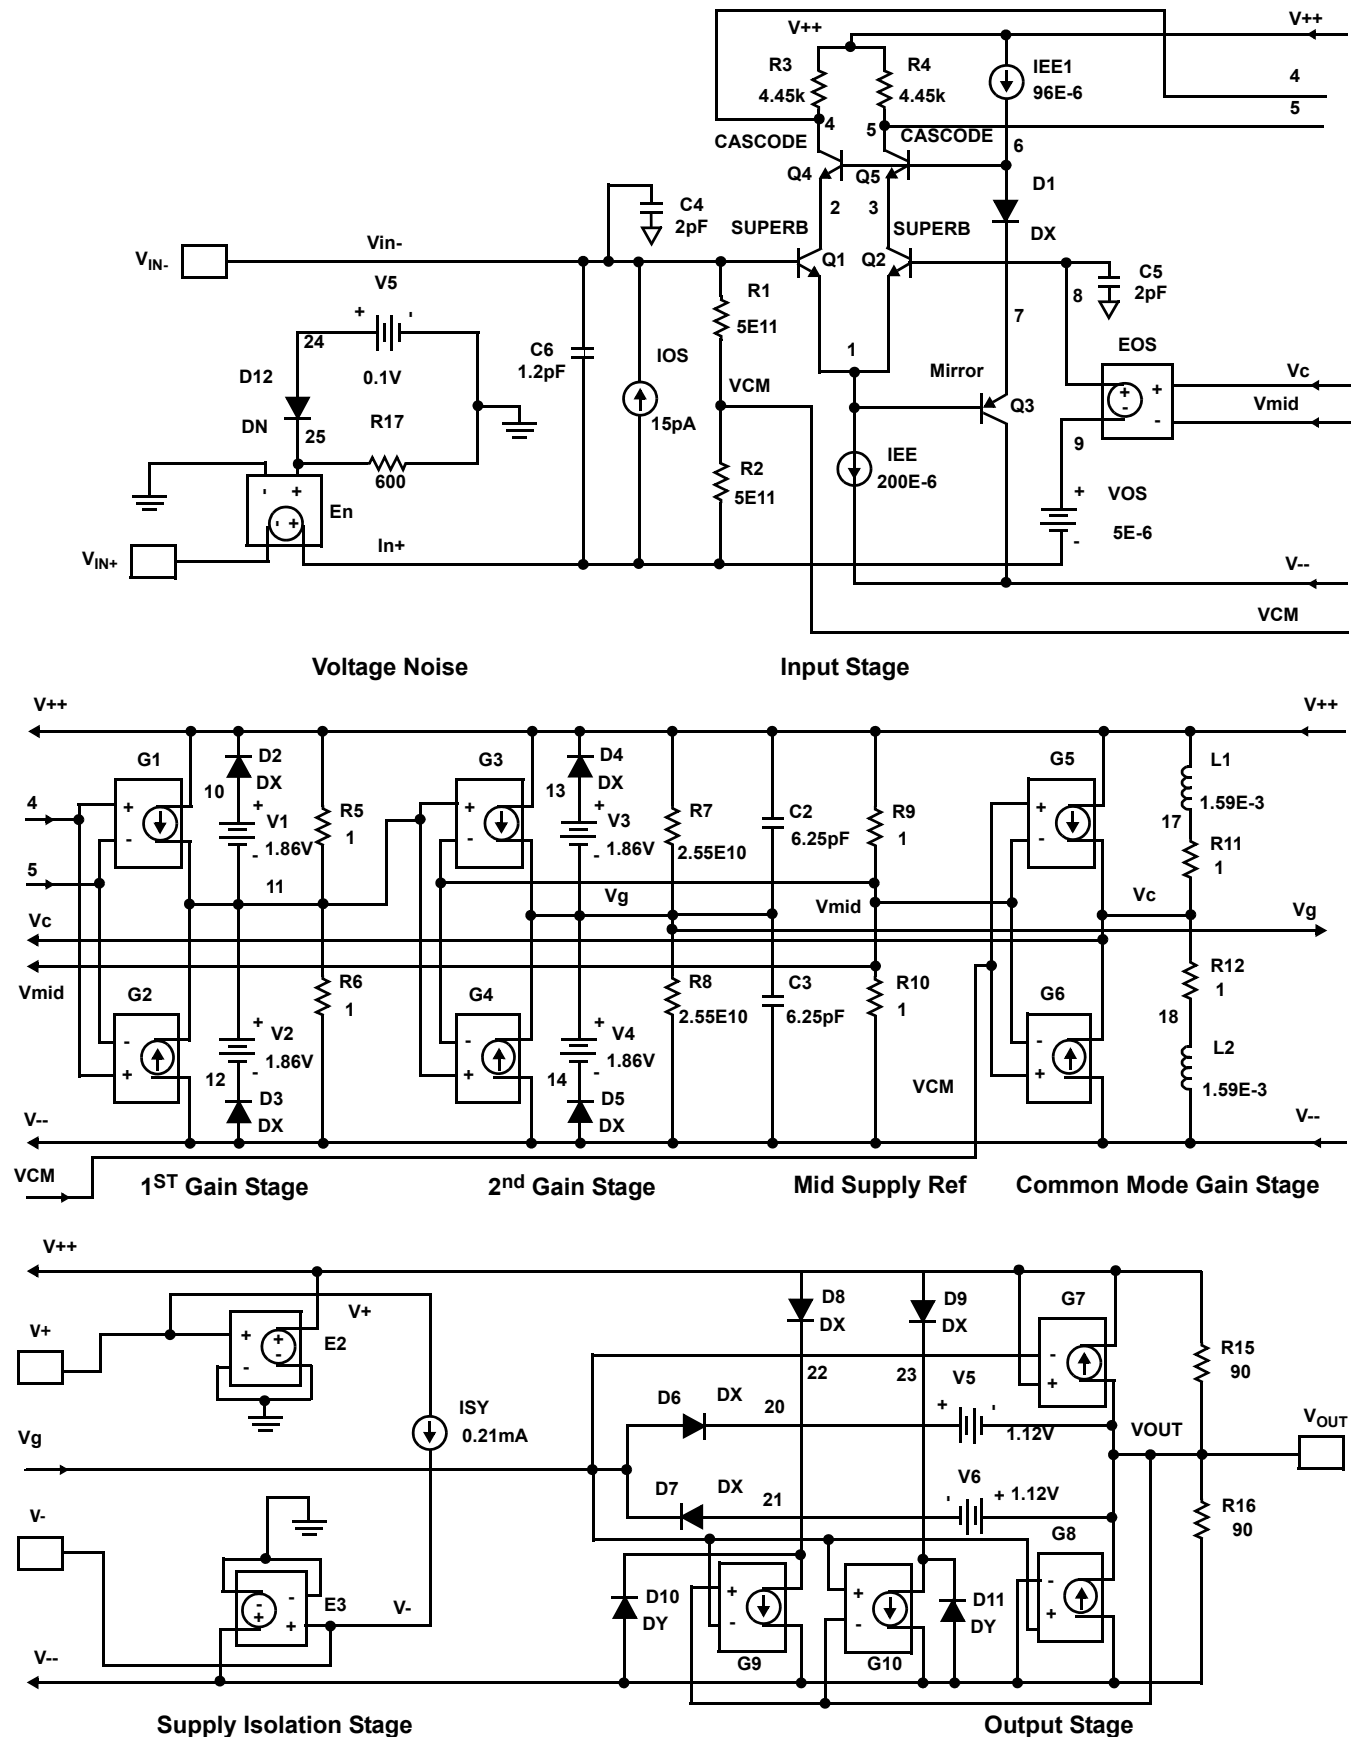 V++
V++
R3
4.45k
R4
4.45k
IEE1
96E-6
4
5
4
5
6
CASCODE
CASCODE
Q4
Q5
D1
DX
2
3
C4
2pF
SUPERB
SUPERB
Vin-
VIN-
Q1
Q2
C5
2pF
8
7
V5
+ -
24
0.1V
R1
5E11
C6
1.2pF
IOS
15pA
1
EOS
+
-
+
-
Vc
Vmid
D12
DN
25
R17
600
VCM
Mirror
Q3
9
- +
En
- +
R2
5E11
IEE
200E-6
+
VOS
5E-6
-
VIN+
In+
V--
VCM
Voltage Noise
Input Stage
V++
V++
G1
D2
DX
10
+
-
+
V1
- 1.86V
R5
1
G3
D4
DX
13
+
-
+
V3
- 1.86V
R7
2.55E10
C2
6.25pF
R9
1
G5
+
-
L1
1.59E-3
17
R11
1
4
5
11
Vg
Vmid
Vc
Vg
Vc
Vmid
G2
-
+
+
V2
- 1.86V
12
D3
DX
R6
1
G4
-
+
+
V4
- 1.86V
14
D5
DX
R8
2.55E10
C3
6.25pF
R10
1
VCM
G6
-
+
R12
1
18
L2
1.59E-3
V--
V--
VCM
1ST Gain Stage
2nd Gain Stage
Mid Supply Ref
Common Mode Gain Stage
V++
V+
V+
+
-
+
-
E2
D8
DX
D9
DX
G7
-
+
R15
90
22
23
D6
DX
20
V5
+ -
1.12V
ISY
0.21mA
Vg
VOUT
VOUT
D7
DX
21
V6
- + 1.12V
R16
90
V-
G8
-
+
-
+
-
+
E3
V-
D10
DY
+
-
G9
+
-
G10
D11
DY
V--
Supply Isolation Stage
Output Stage